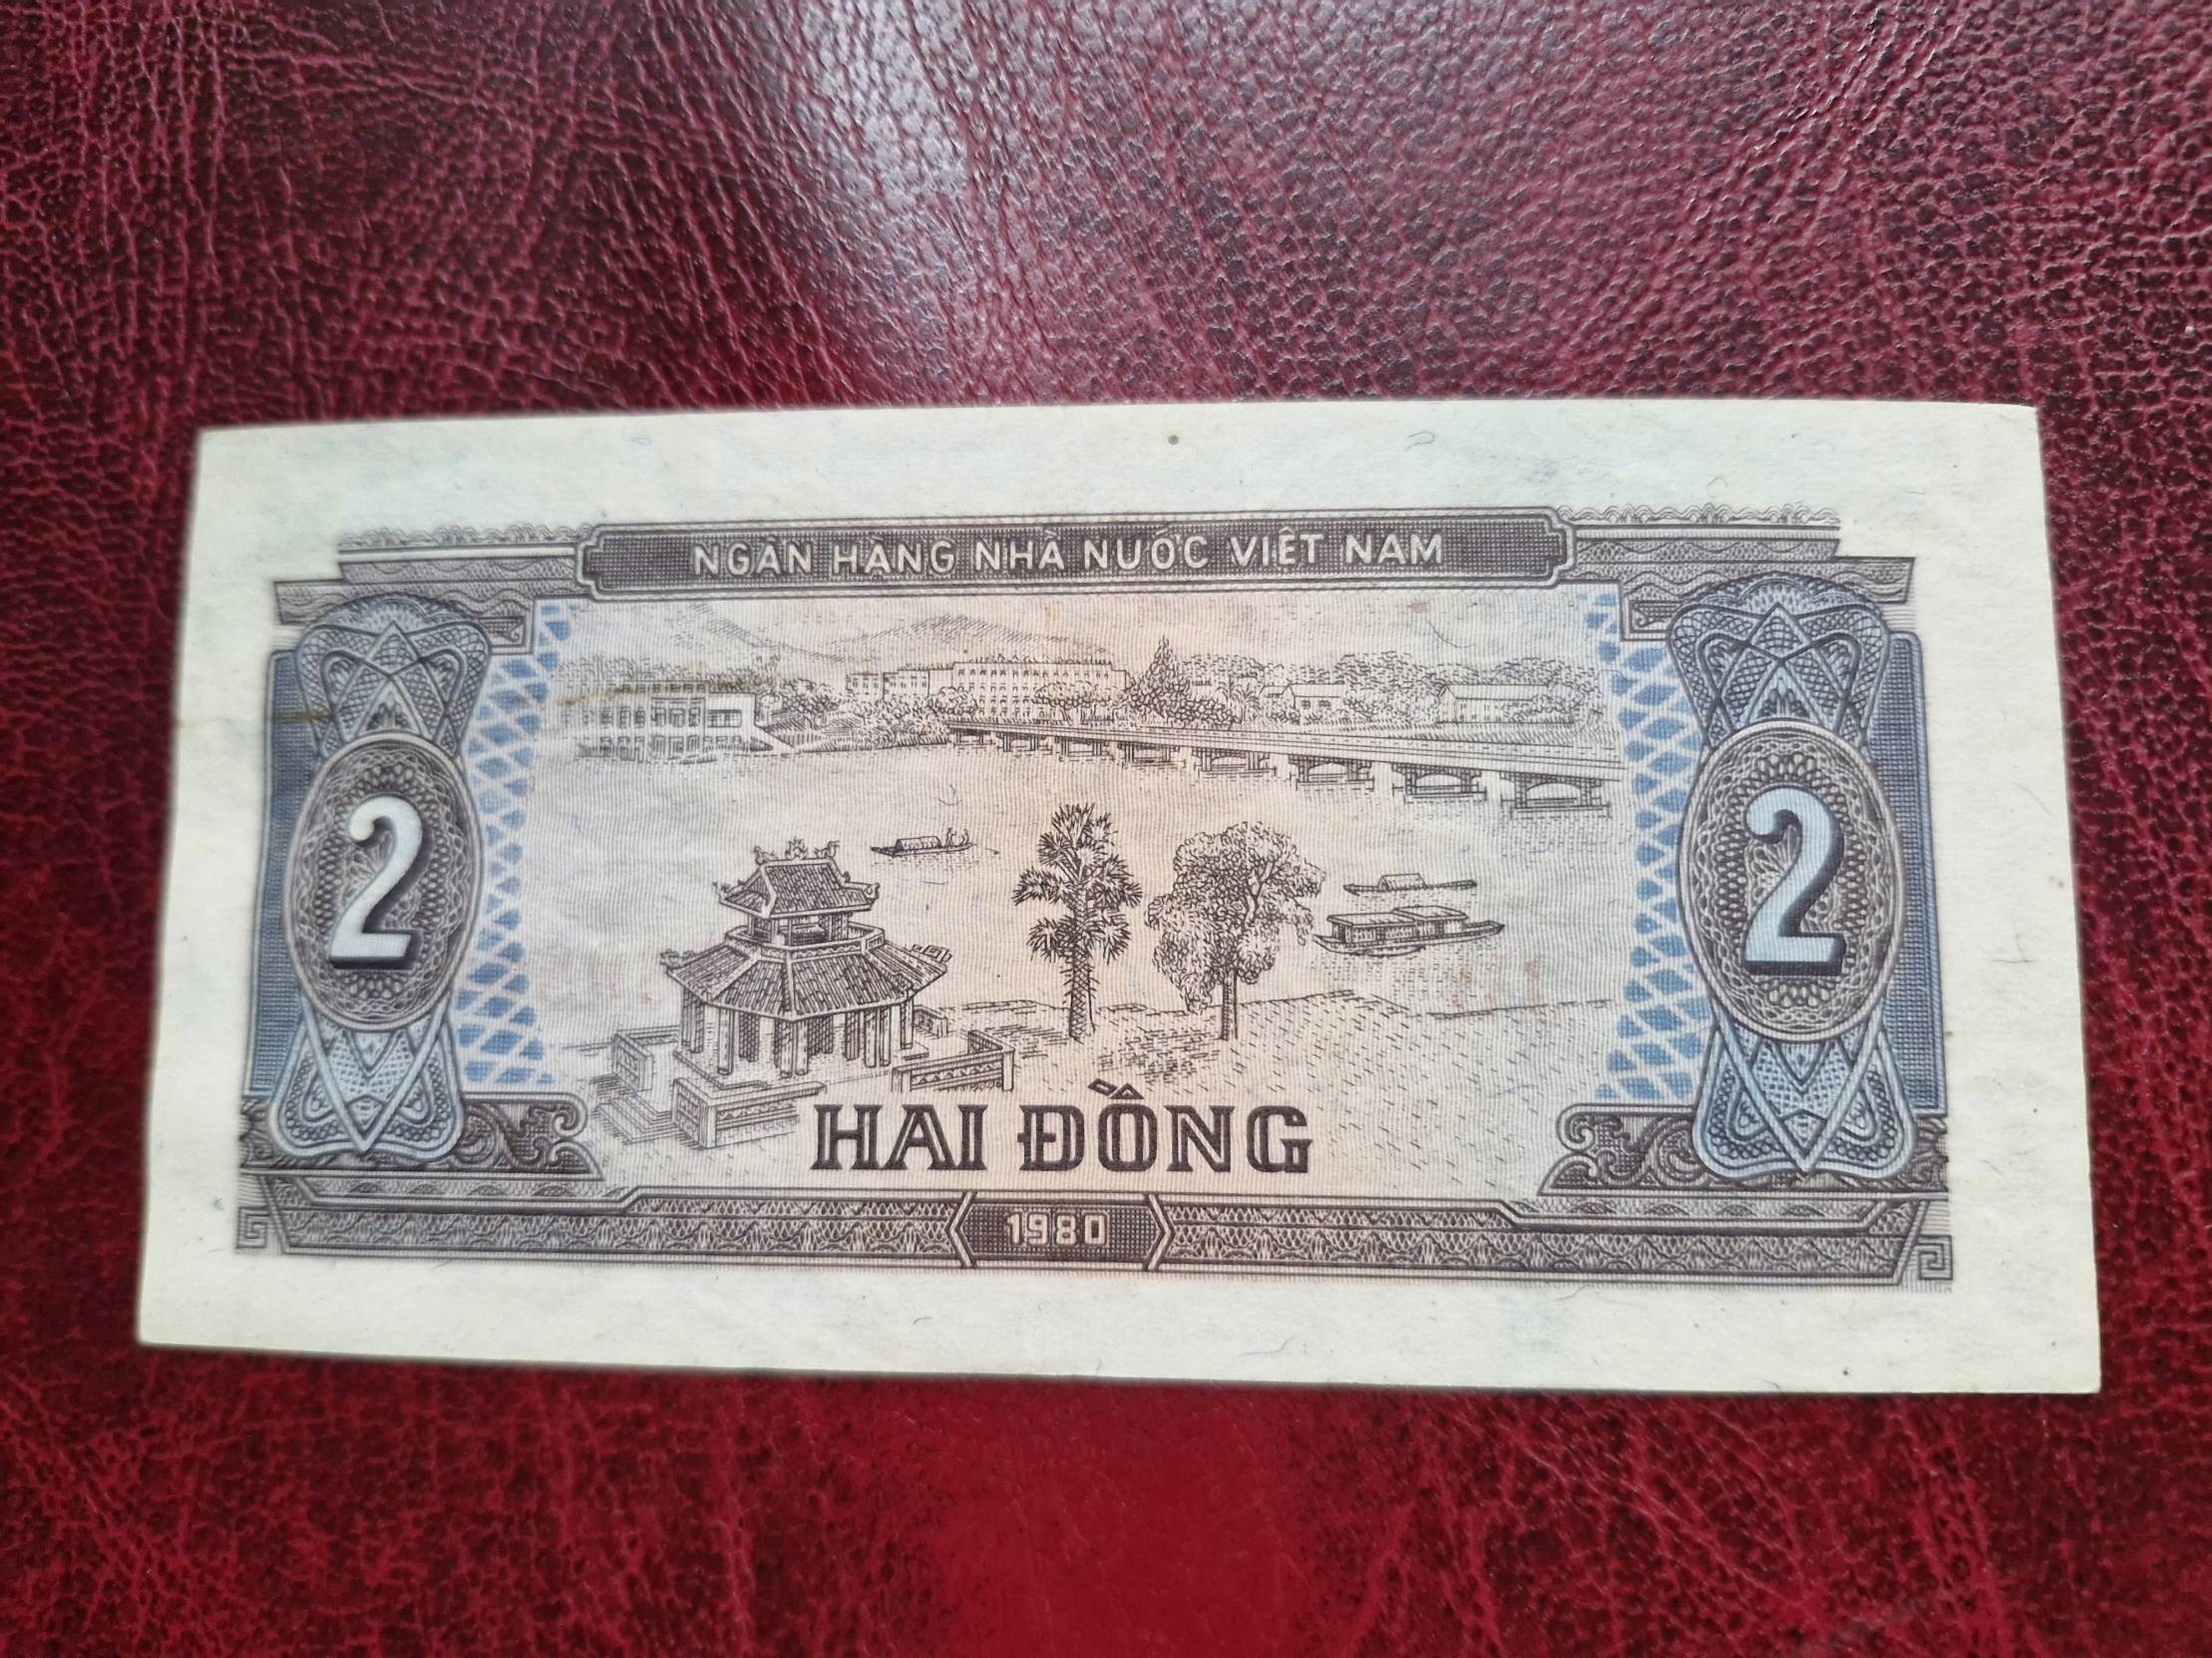 NGÂN HÀNG NHÀ NƯỚC VIỆT NAM
2
2
HAI ĐỒNG
1980